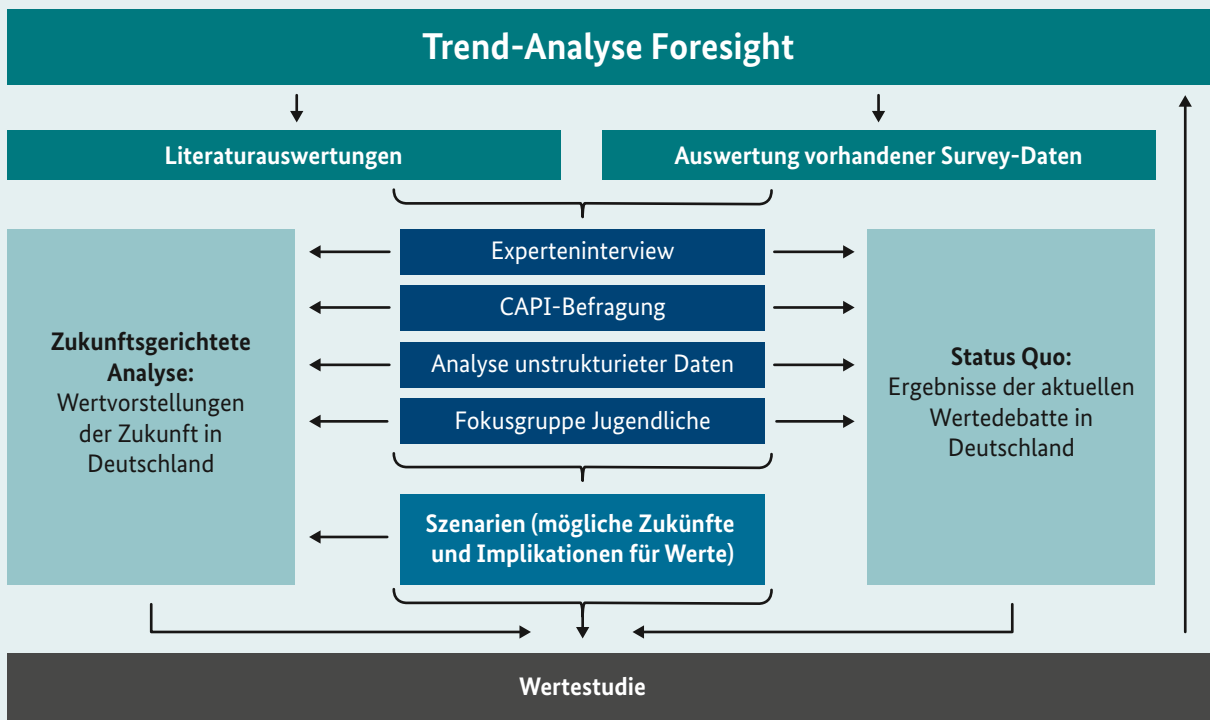 Trend-Analyse Foresight
Literaturauswertungen
Auswertung vorhandener Survey-Daten
Experteninterview
CAPI-Befragung
Analyse unstrukturierter Daten
Fokusgruppe Jugendliche
Zukunftsgerichtete
Analyse:
Wertvorstellungen
der Zukunft in
Deutschland
Status Quo:
Ergebnisse der aktuellen
Wertedebatte in
Deutschland
Szenarien (mögliche Zukünfte
und Implikationen für Werte)
Wertestudie